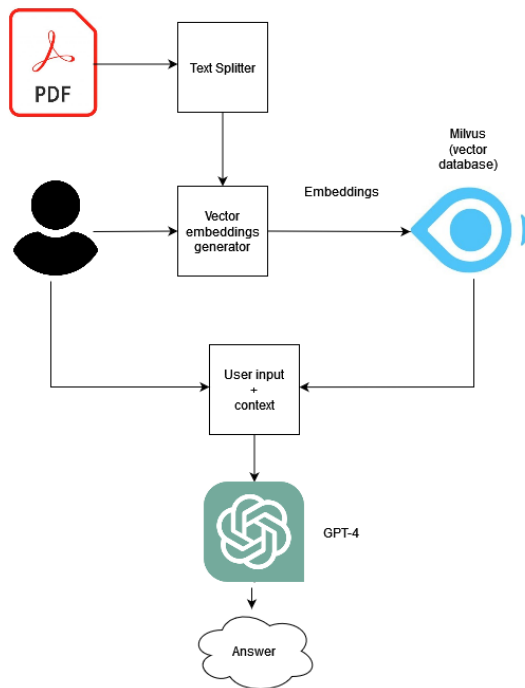 PDF
Text Splitter
Milvus
(vector
database)
Vector
embeddings
generator
Embeddings
User input
+
context
GPT-4
Answer